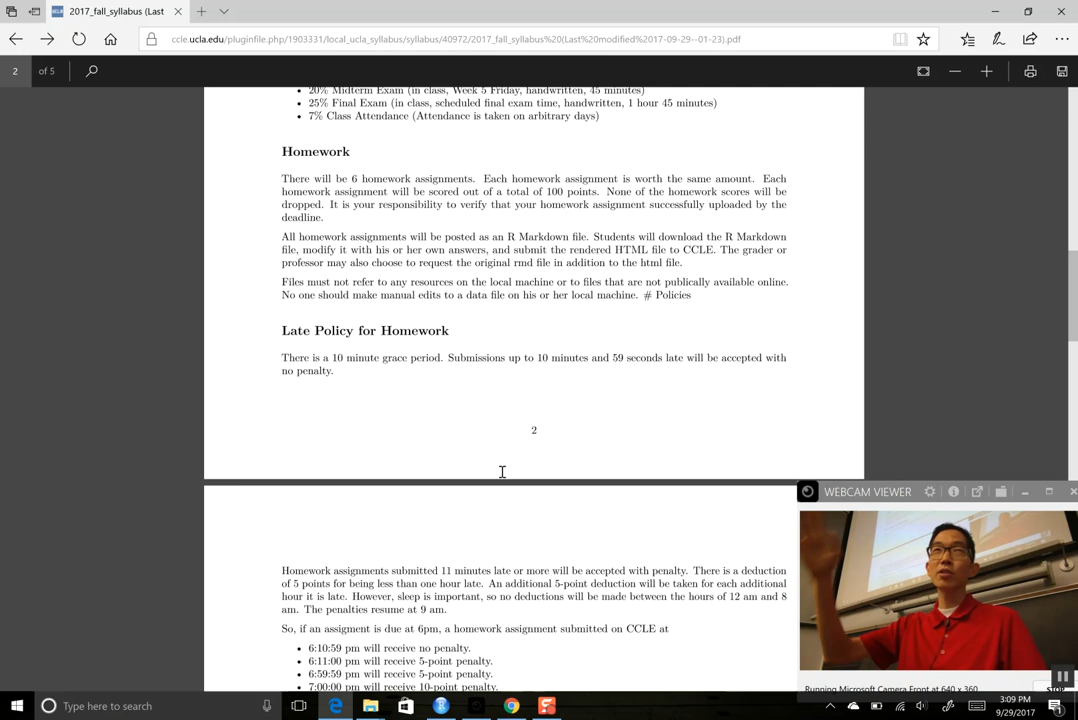 2017_fall_syllabus (Last
ccle.ucla.edu/pluginfile.php/1903331/local_ucla_syllabus/syllabus/40972/2017_fall_syllabus%20(Last%20modified%2017-09-29--01-23).pdf
2 of 5
• 20% Midterm Exam (in class, Week 5 Friday, handwritten, 45 minutes)
• 25% Final Exam (in class, scheduled final exam time, handwritten, 1 hour 45 minutes)
• 7% Class Attendance (Attendance is taken on arbitrary days)
Homework
There will be 6 homework assignments. Each homework assignment is worth the same amount. Each
homework assignment will be scored out of a total of 100 points. None of the homework scores will be
dropped. It is your responsibility to verify that your homework assignment successfully uploaded by the
deadline.
All homework assignments will be posted as an R Markdown file. Students will download the R Markdown
file, modify it with his or her own answers, and submit the rendered HTML file to CCLE. The grader or
professor may also choose to request the original rmd file in addition to the html file.
Files must not refer to any resources on the local machine or to files that are not publically available online.
No one should make manual edits to a data file on his or her local machine. # Policies
Late Policy for Homework
There is a 10 minute grace period. Submissions up to 10 minutes and 59 seconds late will be accepted with
no penalty.
2
WEBCAM VIEWER
Homework assignments submitted 11 minutes late or more will be accepted with penalty. There is a deduction
of 5 points for being less than one hour late. An additional 5-point deduction will be taken for each additional
hour it is late. However, sleep is important, so no deductions will be made between the hours of 12 am and 8
am. The penalties resume at 9 am.
So, if an assigment is due at 6pm, a homework assignment submitted on CCLE at
• 6:10:59 pm will receive no penalty.
• 6:11:00 pm will receive 5-point penalty.
• 6:59:59 pm will receive 5-point penalty.
• 7:00:00 pm will receive 10-point penalty.
Running Microsoft Camera Front at 640 x 360
STOP
Type here to search
3:09 PM
9/29/2017